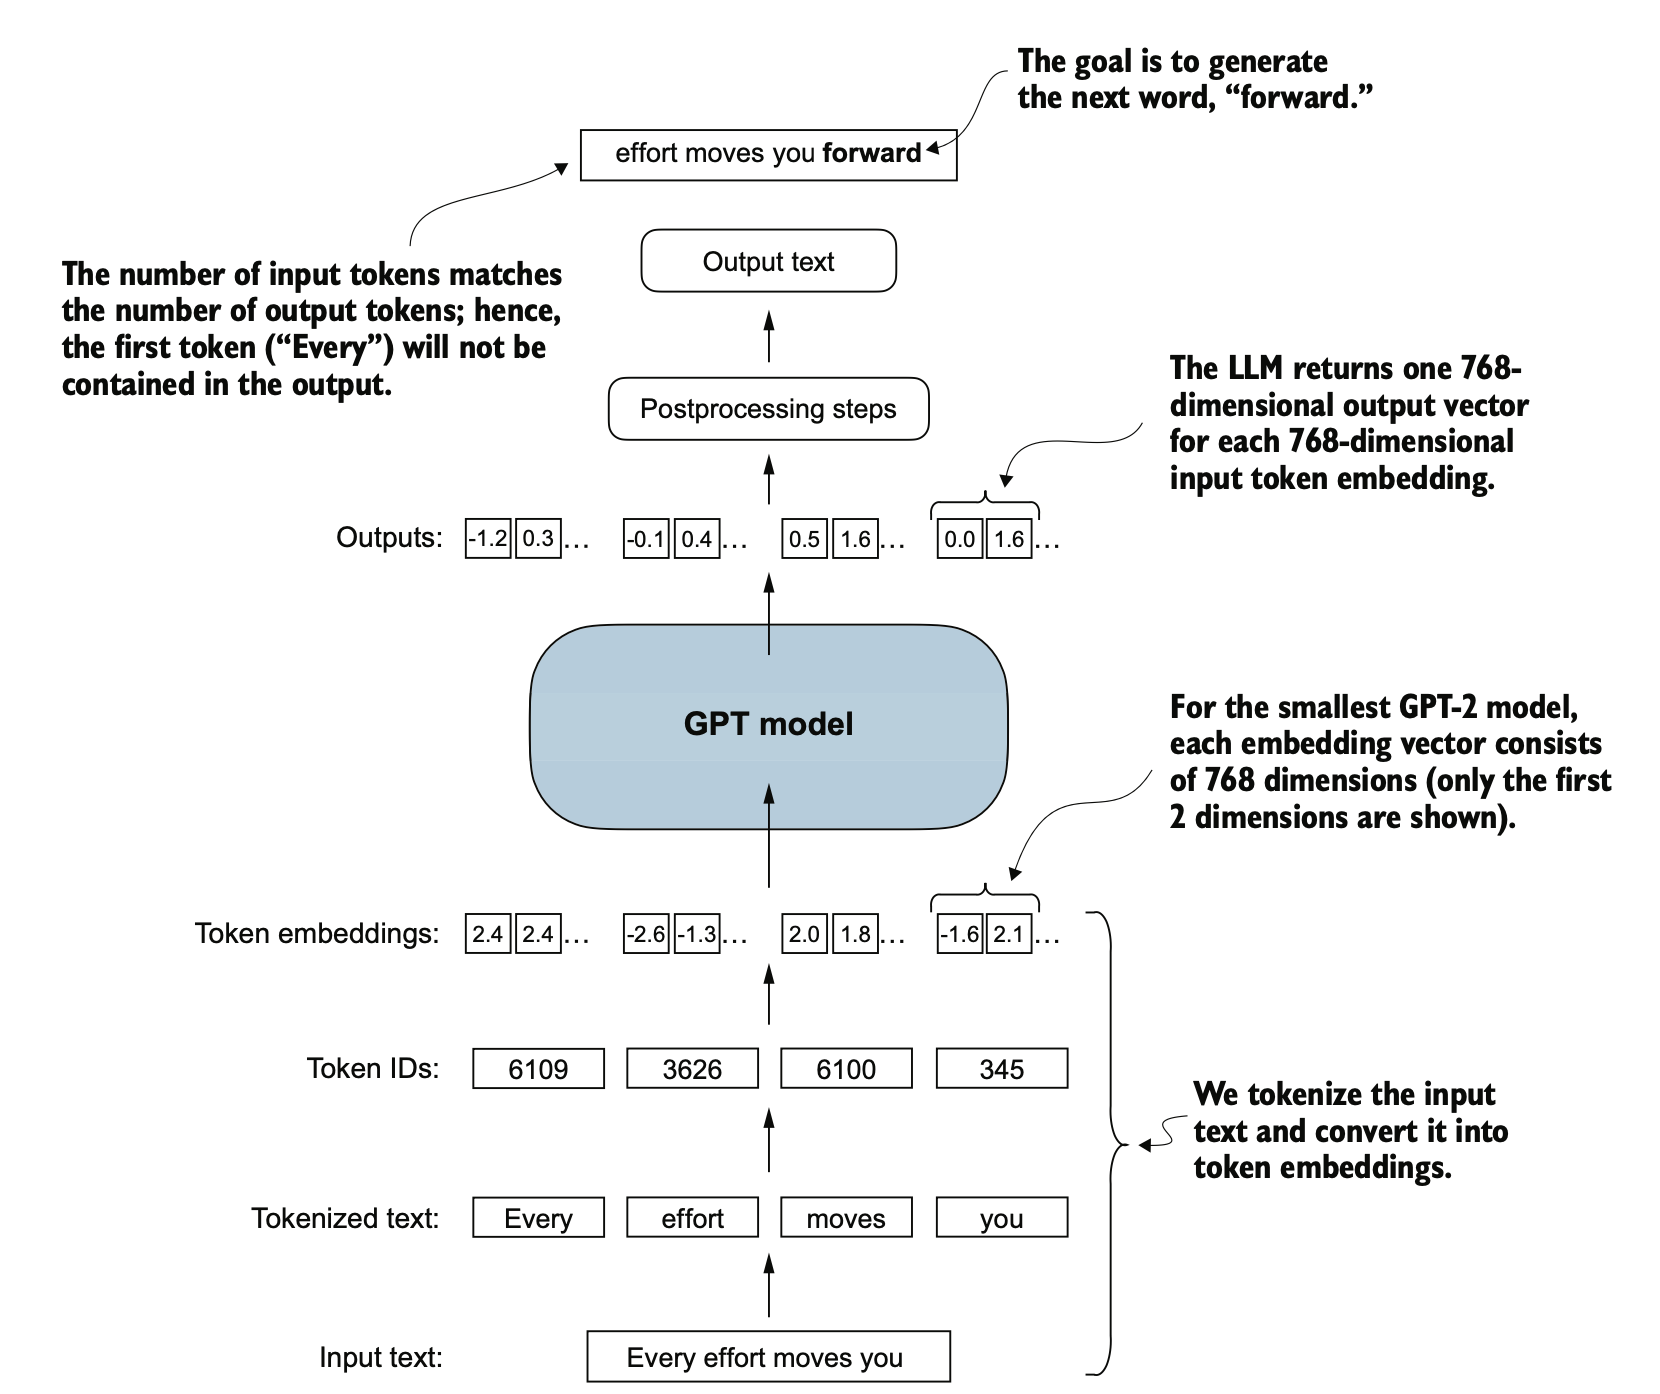 The goal is to generate
the next word, “forward.”
effort moves you forward
Output text
The number of input tokens matches
the number of output tokens; hence,
the first token (“Every”) will not be
contained in the output.
Postprocessing steps
The LLM returns one 768-
dimensional output vector
for each 768-dimensional
input token embedding.
Outputs: -1.2 0.3 ... -0.1 0.4 ... 0.5 1.6 ... 0.0 1.6 ...
GPT model
For the smallest GPT-2 model,
each embedding vector consists
of 768 dimensions (only the first
2 dimensions are shown).
Token embeddings: 2.4 2.4 ... -2.6 -1.3 ... 2.0 1.8 ... -1.6 2.1 ...
Token IDs: 6109 3626 6100 345
We tokenize the input
text and convert it into
token embeddings.
Tokenized text: Every effort moves you
Input text: Every effort moves you